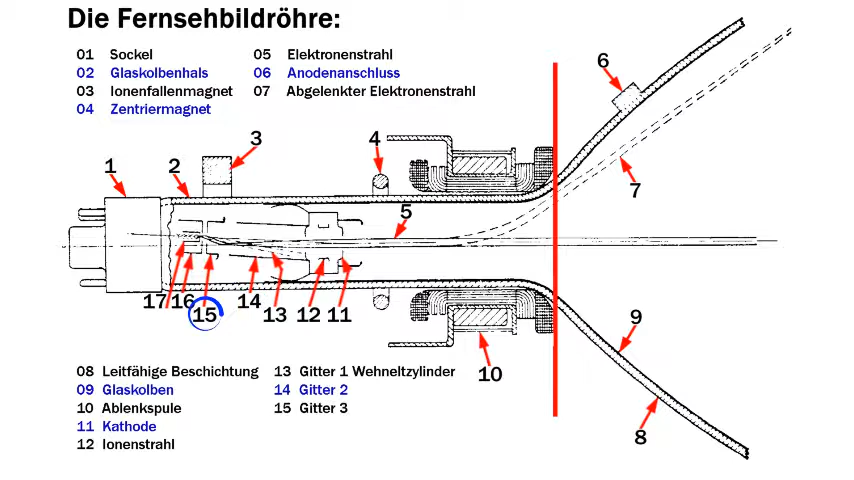 Die Fernsehbildröhre:
01 Sockel
02 Glaskolbenhals
03 Ionenfallenmagnet
04 Zentriermagnet
05 Elektronenstrahl
06 Anodenanschluss
07 Abgelenkter Elektronenstrahl
6
1
2
3
4
7
5
17
16
15
14
13
12
11
10
9
8
08 Leitfähige Beschichtung
09 Glaskolben
10 Ablenkspule
11 Kathode
12 Ionenstrahl
13 Gitter 1 Wehneltzylinder
14 Gitter 2
15 Gitter 3